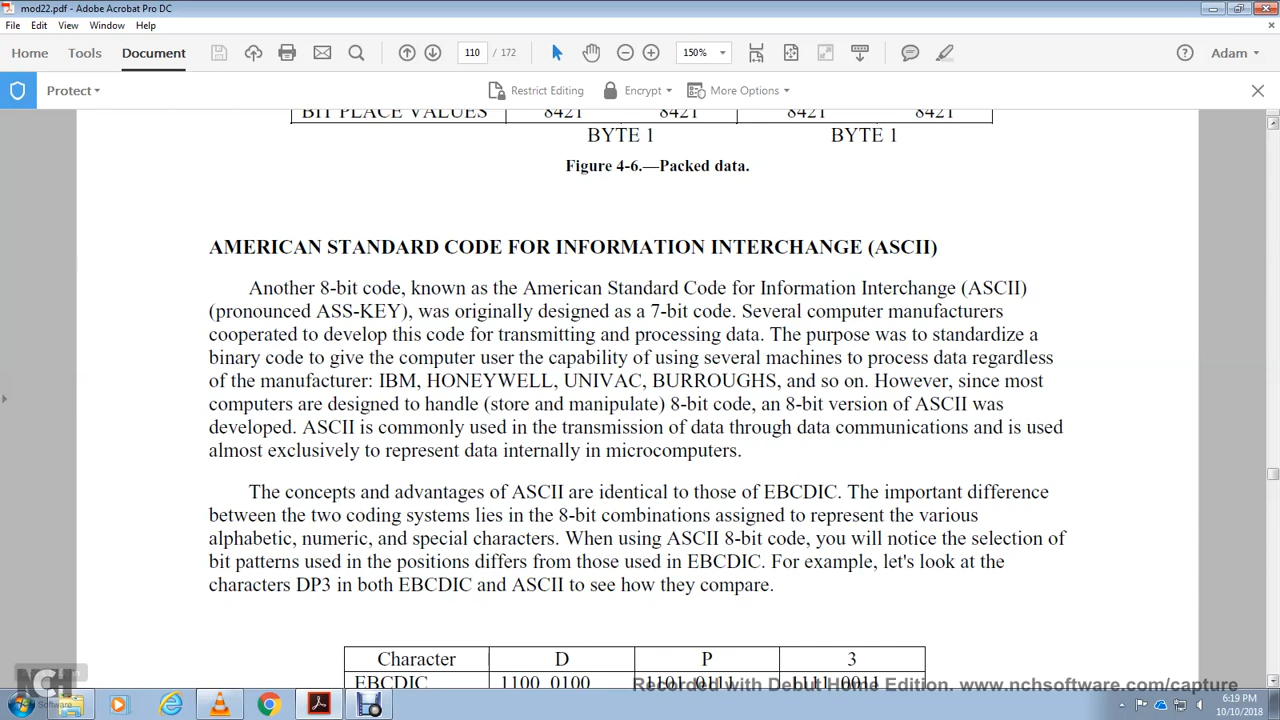 mod22.pdf - Adobe Acrobat Pro DC
File Edit View Window Help
Home Tools Document 110 / 172 150% Adam
Protect Restrict Editing Encrypt More Options
BIT PLACE VALUES 8421 8421 8421 8421
BYTE 1 BYTE 1
Figure 4-6.—Packed data.
AMERICAN STANDARD CODE FOR INFORMATION INTERCHANGE (ASCII)
Another 8-bit code, known as the American Standard Code for Information Interchange (ASCII)
(pronounced ASS-KEY), was originally designed as a 7-bit code. Several computer manufacturers
cooperated to develop this code for transmitting and processing data. The purpose was to standardize a
binary code to give the computer user the capability of using several machines to process data regardless
of the manufacturer: IBM, HONEYWELL, UNIVAC, BURROUGHS, and so on. However, since most
computers are designed to handle (store and manipulate) 8-bit code, an 8-bit version of ASCII was
developed. ASCII is commonly used in the transmission of data through data communications and is used
almost exclusively to represent data internally in microcomputers.
The concepts and advantages of ASCII are identical to those of EBCDIC. The important difference
between the two coding systems lies in the 8-bit combinations assigned to represent the various
alphabetic, numeric, and special characters. When using ASCII 8-bit code, you will notice the selection of
bit patterns used in the positions differs from those used in EBCDIC. For example, let's look at the
characters DP3 in both EBCDIC and ASCII to see how they compare.
Character D P 3
EBCDIC 1100 0100 1101 0111 1111 0011
Recorded with Debut Home Edition. www.nchsoftware.com/capture
NCH
NCH Software
6:19 PM
10/10/2018